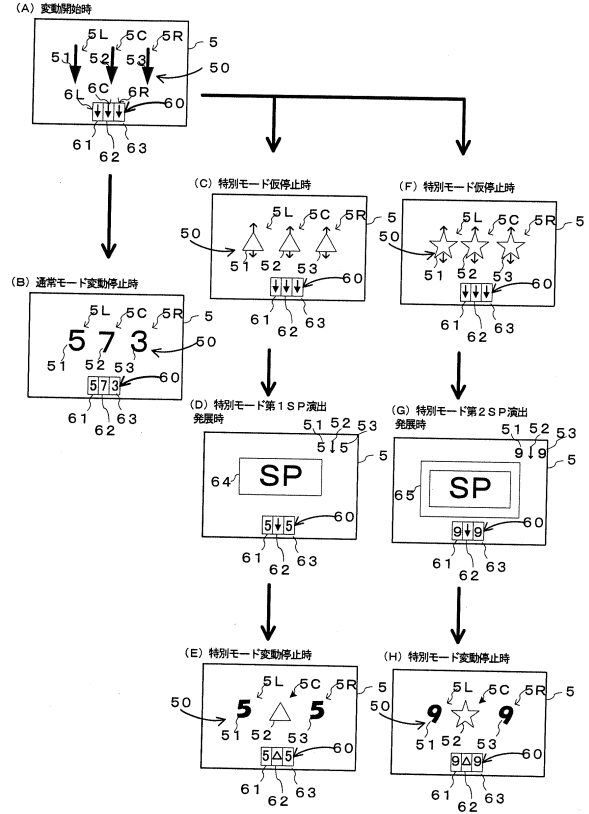 (A) 変動開始時
5L 5C 5R 5
51 52 53 50
6L 6C 6R 60
61 62 63
(B) 通常モード変動停止時
5L 5C 5R 5
5 7 3 50
51 52 53
5 7 3 60
61 62 63
(C) 特別モード仮停止時
5L 5C 5R 5
50
51 52 53
60
61 62 63
(D) 特別モード第1SP演出
発展時
51 52 53
5 ↓ 5
5
64 SP
5 ↓ 5 60
61 62 63
(E) 特別モード変動停止時
5L 5C 5R 5
50 5 △ 5
51 52 53
5 △ 5 60
61 62 63
(F) 特別モード仮停止時
5L 5C 5R 5
50
51 52 53
60
61 62 63
(G) 特別モード第2SP演出
発展時
51 52 53
9 ↓ 9
5
65 SP
9 ↓ 9 60
61 62 63
(H) 特別モード変動停止時
5L 5C 5R 5
50 9 ☆ 9
51 52 53
9 △ 9 60
61 62 63